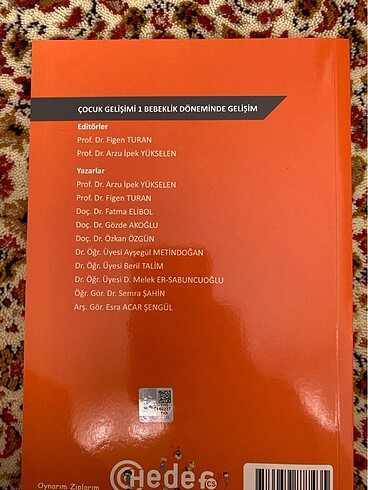 ÇOCUK GELİŞİMİ 1 BEBEKLİK DÖNEMİNDE GELİŞİM
Editörler
Prof. Dr. Figen TURAN
Prof. Dr. Arzu İpek YÜKSELEN
Yazarlar
Prof. Dr. Arzu İpek YÜKSELEN
Prof. Dr. Figen TURAN
Doç. Dr. Fatma ELİBOL
Doç. Dr. Gözde AKOĞLU
Doç. Dr. Özkan ÖZGÜN
Dr. Öğr. Üyesi Ayşegül METİNDOĞAN
Dr. Öğr. Üyesi Beril TALİM
Dr. Öğr. Üyesi D. Melek ER-SABUNCUOĞLU
Öğr. Gör. Dr. Semra ŞAHİN
Arş. Gör. Esra ACAR ŞENGÜL
Hedef
CS
Oynarım Zıplarım